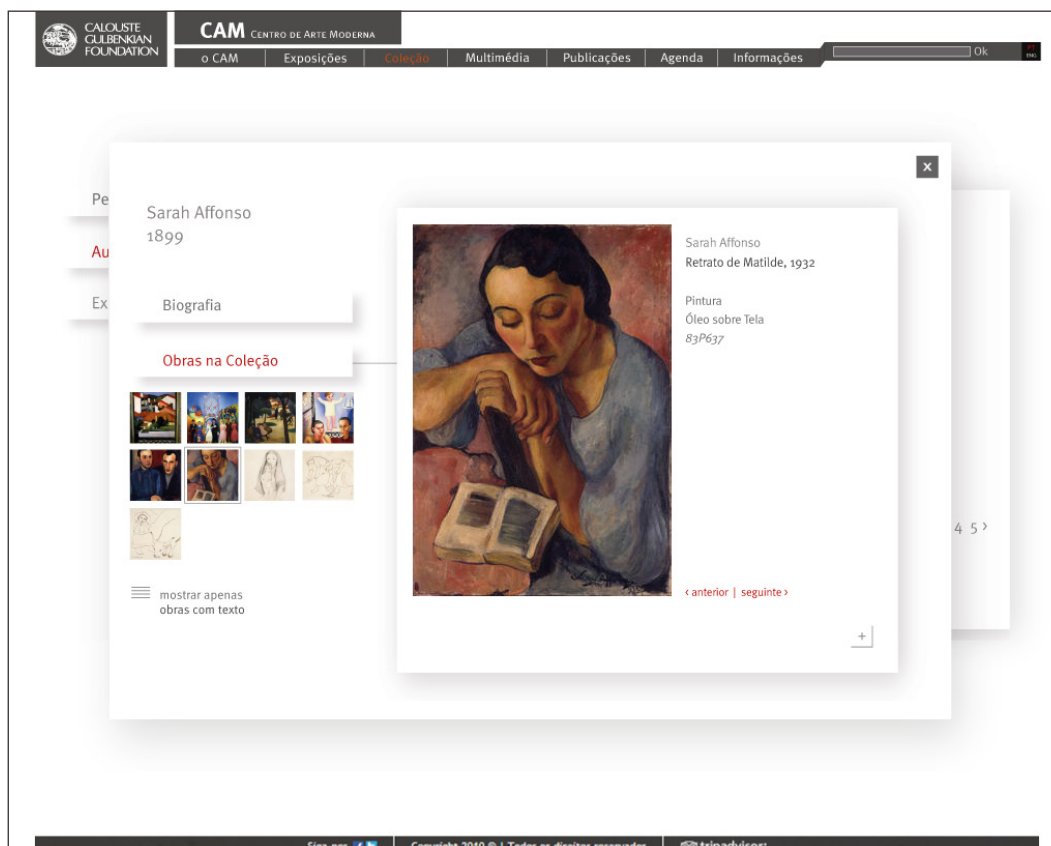 CALOUSTE
GULBENKIAN
FOUNDATION
CAM CENTRO DE ARTE MODERNA
o CAM
Exposições
Coleção
Multimédia
Publicações
Agenda
Informações
Ok
PT
ENG
x
Pe
Au
Ex
Sarah Affonso
1899
Biografia
Obras na Coleção
mostrar apenas
obras com texto
Sarah Affonso
Retrato de Matilde, 1932
Pintura
Óleo sobre Tela
83P637
‹ anterior | seguinte ›
+
4 5 ›
Siga-nos
Copyright 2010 © | Todos os direitos reservados
tripadvisor: